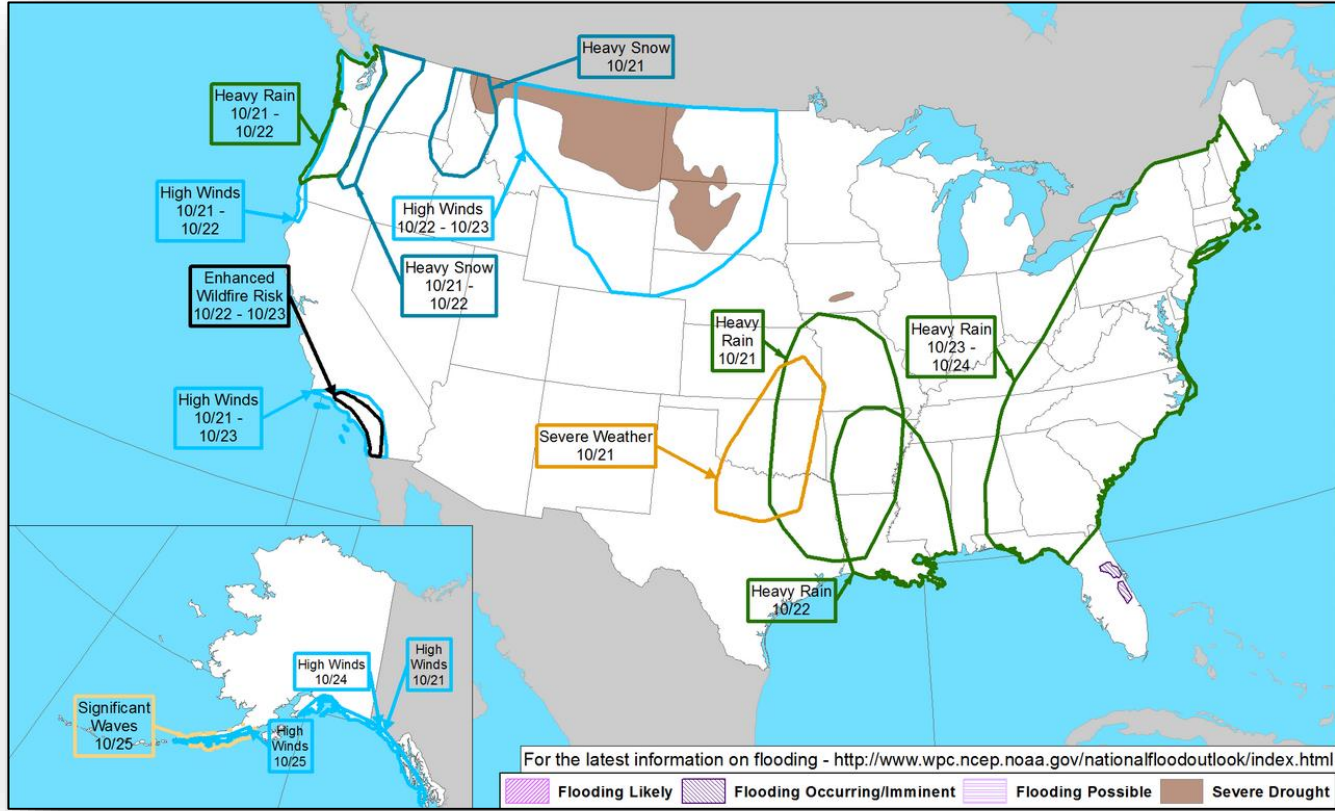 Heavy Snow
10/21
Heavy Rain
10/21 -
10/22
High Winds
10/21 -
10/22
High Winds
10/22 - 10/23
Heavy Snow
10/21 -
10/22
Enhanced
Wildfire Risk
10/22 - 10/23
High Winds
10/21 -
10/23
Heavy
Rain
10/21
Heavy Rain
10/23 -
10/24
Severe Weather
10/21
Heavy Rain
10/22
High Winds
10/24
High
Winds
10/21
Significant
Waves
10/25
High
Winds
10/25
For the latest information on flooding - http://www.wpc.ncep.noaa.gov/nationalfloodoutlook/index.html
Flooding Likely
Flooding Occurring/Imminent
Flooding Possible
Severe Drought